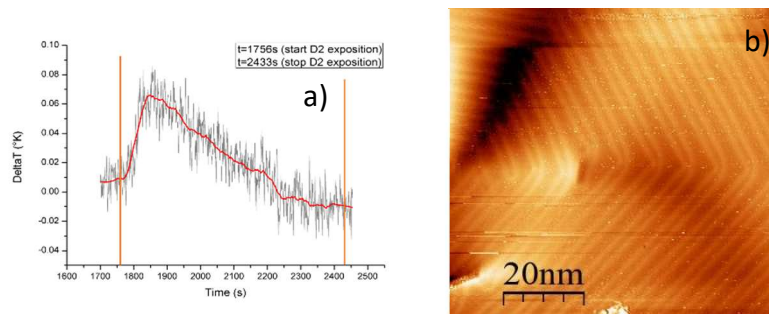 t=1756s (start D2 exposition)
t=2433s (stop D2 exposition)
a)
DeltaT (°K)
0.10
0.08
0.06
0.04
0.02
0.00
-0.02
-0.04
1600 1700 1800 1900 2000 2100 2200 2300 2400 2500
Time (s)
b)
20nm